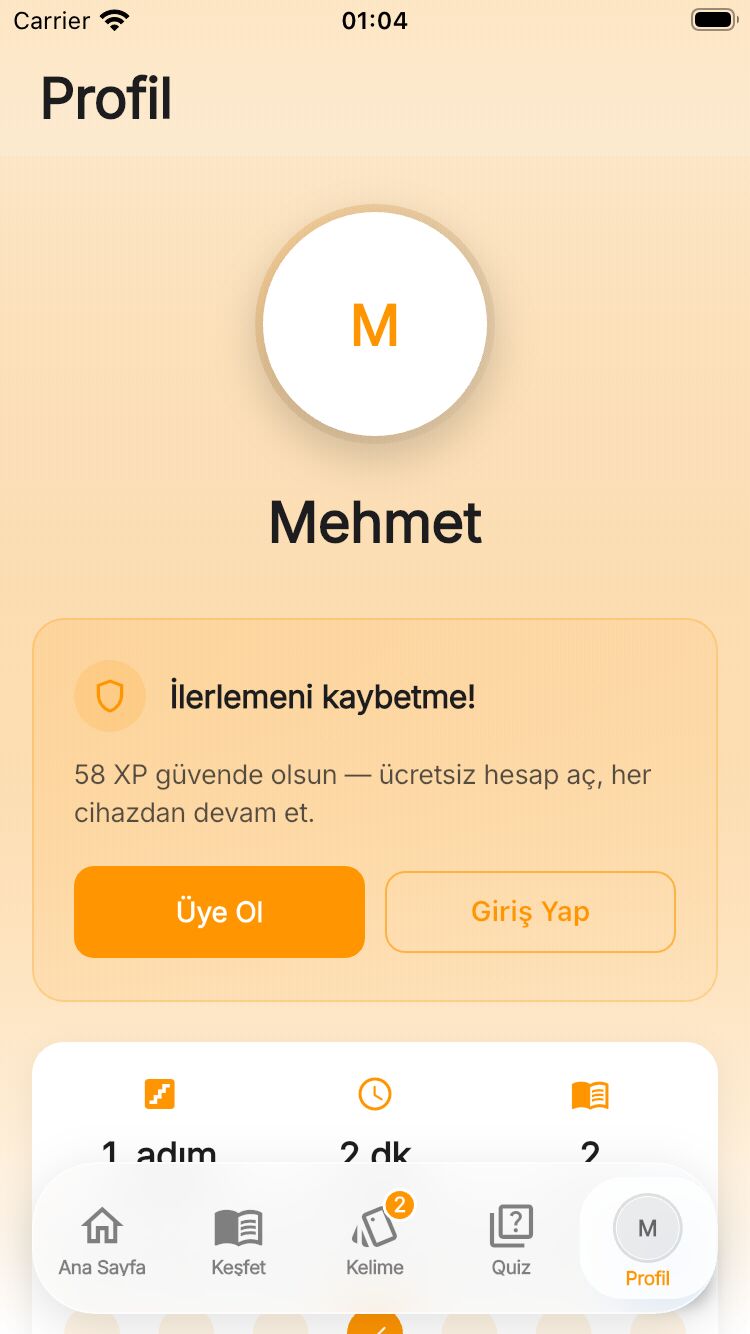 Carrier 01:04
Profil
M
Mehmet
İlerlemeni kaybetme!
58 XP güvende olsun — ücretsiz hesap aç, her
cihazdan devam et.
Üye Ol Giriş Yap
1. adım 2 dk 2
2
? M
Ana Sayfa Keşfet Kelime Quiz Profil